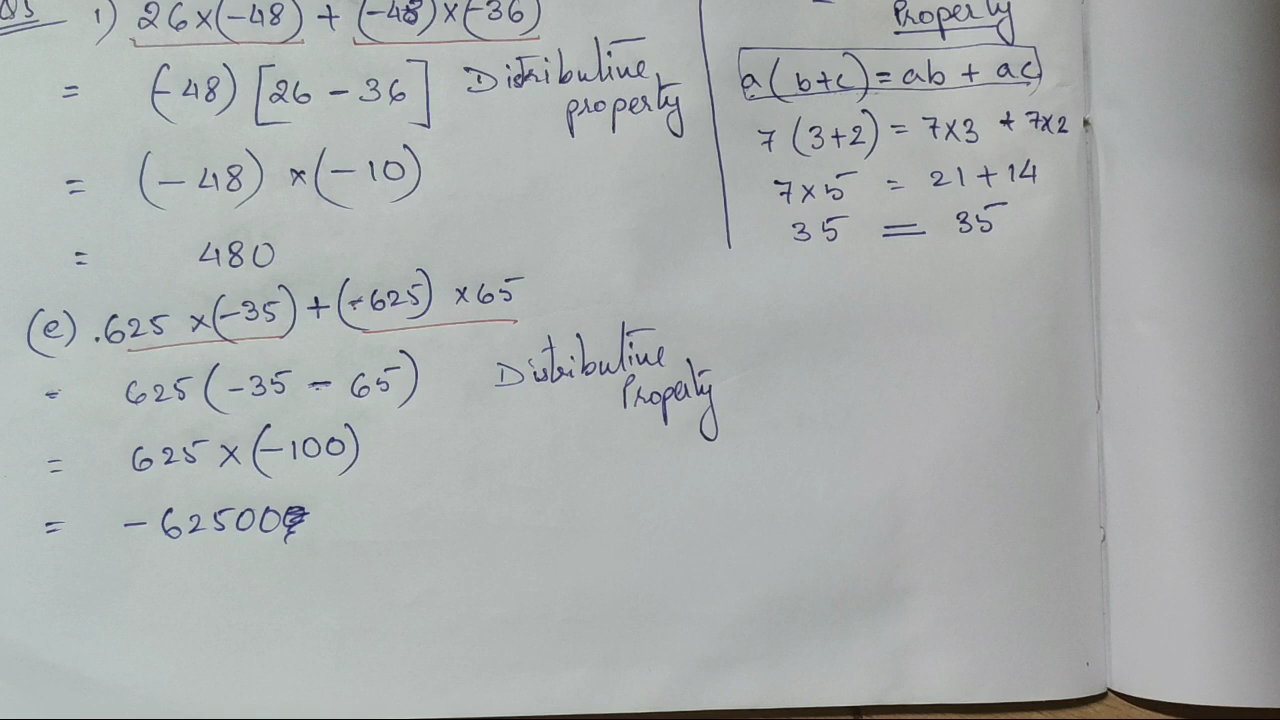 Q5 1) 26×(-48) + (-48)×(-36)
= (-48) [26 - 36] Distributive property
= (-48) ×(-10)
= 480
(e) .625 ×(-35) + (-625) ×65
= 625 (-35 - 65) Distributive Property
= 625 × (-100)
= - 62500
Property
a(b+c) = ab + ac
7 (3+2) = 7×3 + 7×2
7×5 = 21+14
35 = 35